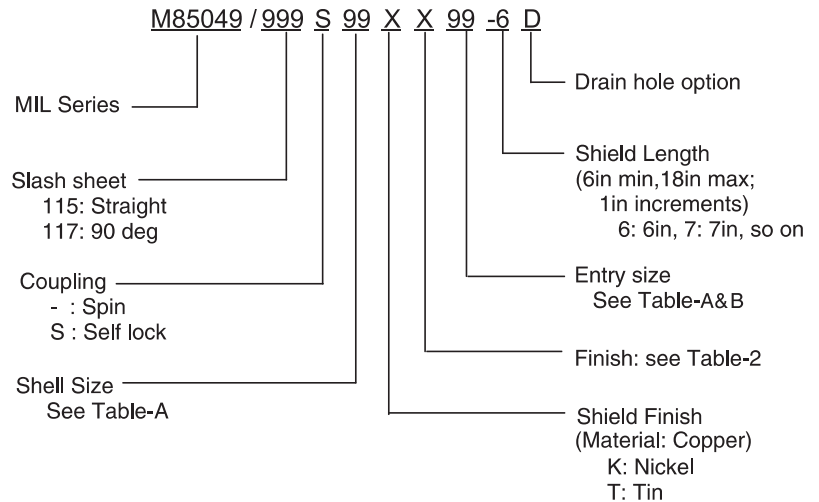 M85049 / 999 S 99 X X 99 -6 D
MIL Series
Slash sheet
115: Straight
117: 90 deg
Coupling
- : Spin
S : Self lock
Shell Size
See Table-A
Drain hole option
Shield Length
(6in min,18in max;
1in increments)
6: 6in, 7: 7in, so on
Entry size
See Table-A&B
Finish: see Table-2
Shield Finish
(Material: Copper)
K: Nickel
T: Tin